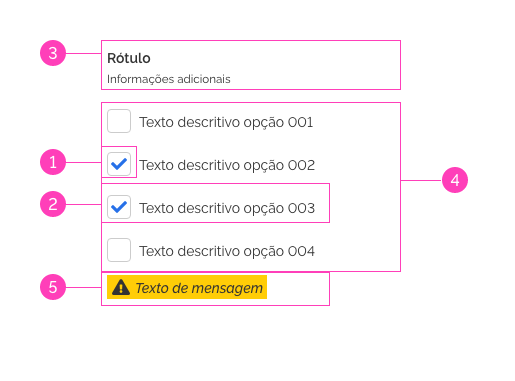 3
Rótulo
Informações adicionais
Texto descritivo opção 001
1
Texto descritivo opção 002
4
2
Texto descritivo opção 003
Texto descritivo opção 004
5
Texto de mensagem